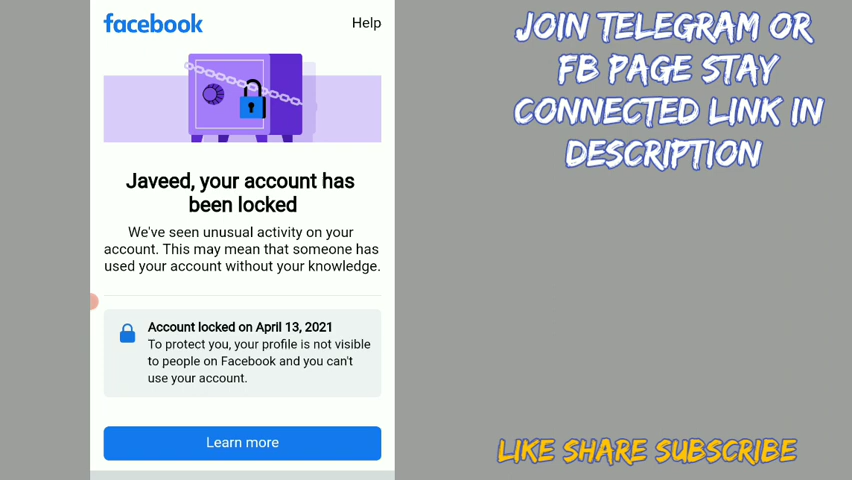 facebook
Help
Javeed, your account has
been locked
We've seen unusual activity on your
account. This may mean that someone has
used your account without your knowledge.
Account locked on April 13, 2021
To protect you, your profile is not visible
to people on Facebook and you can't
use your account.
Learn more
JOIN TELEGRAM OR
FB PAGE STAY
CONNECTED LINK IN
DESCRIPTION
LIKE SHARE SUBSCRIBE